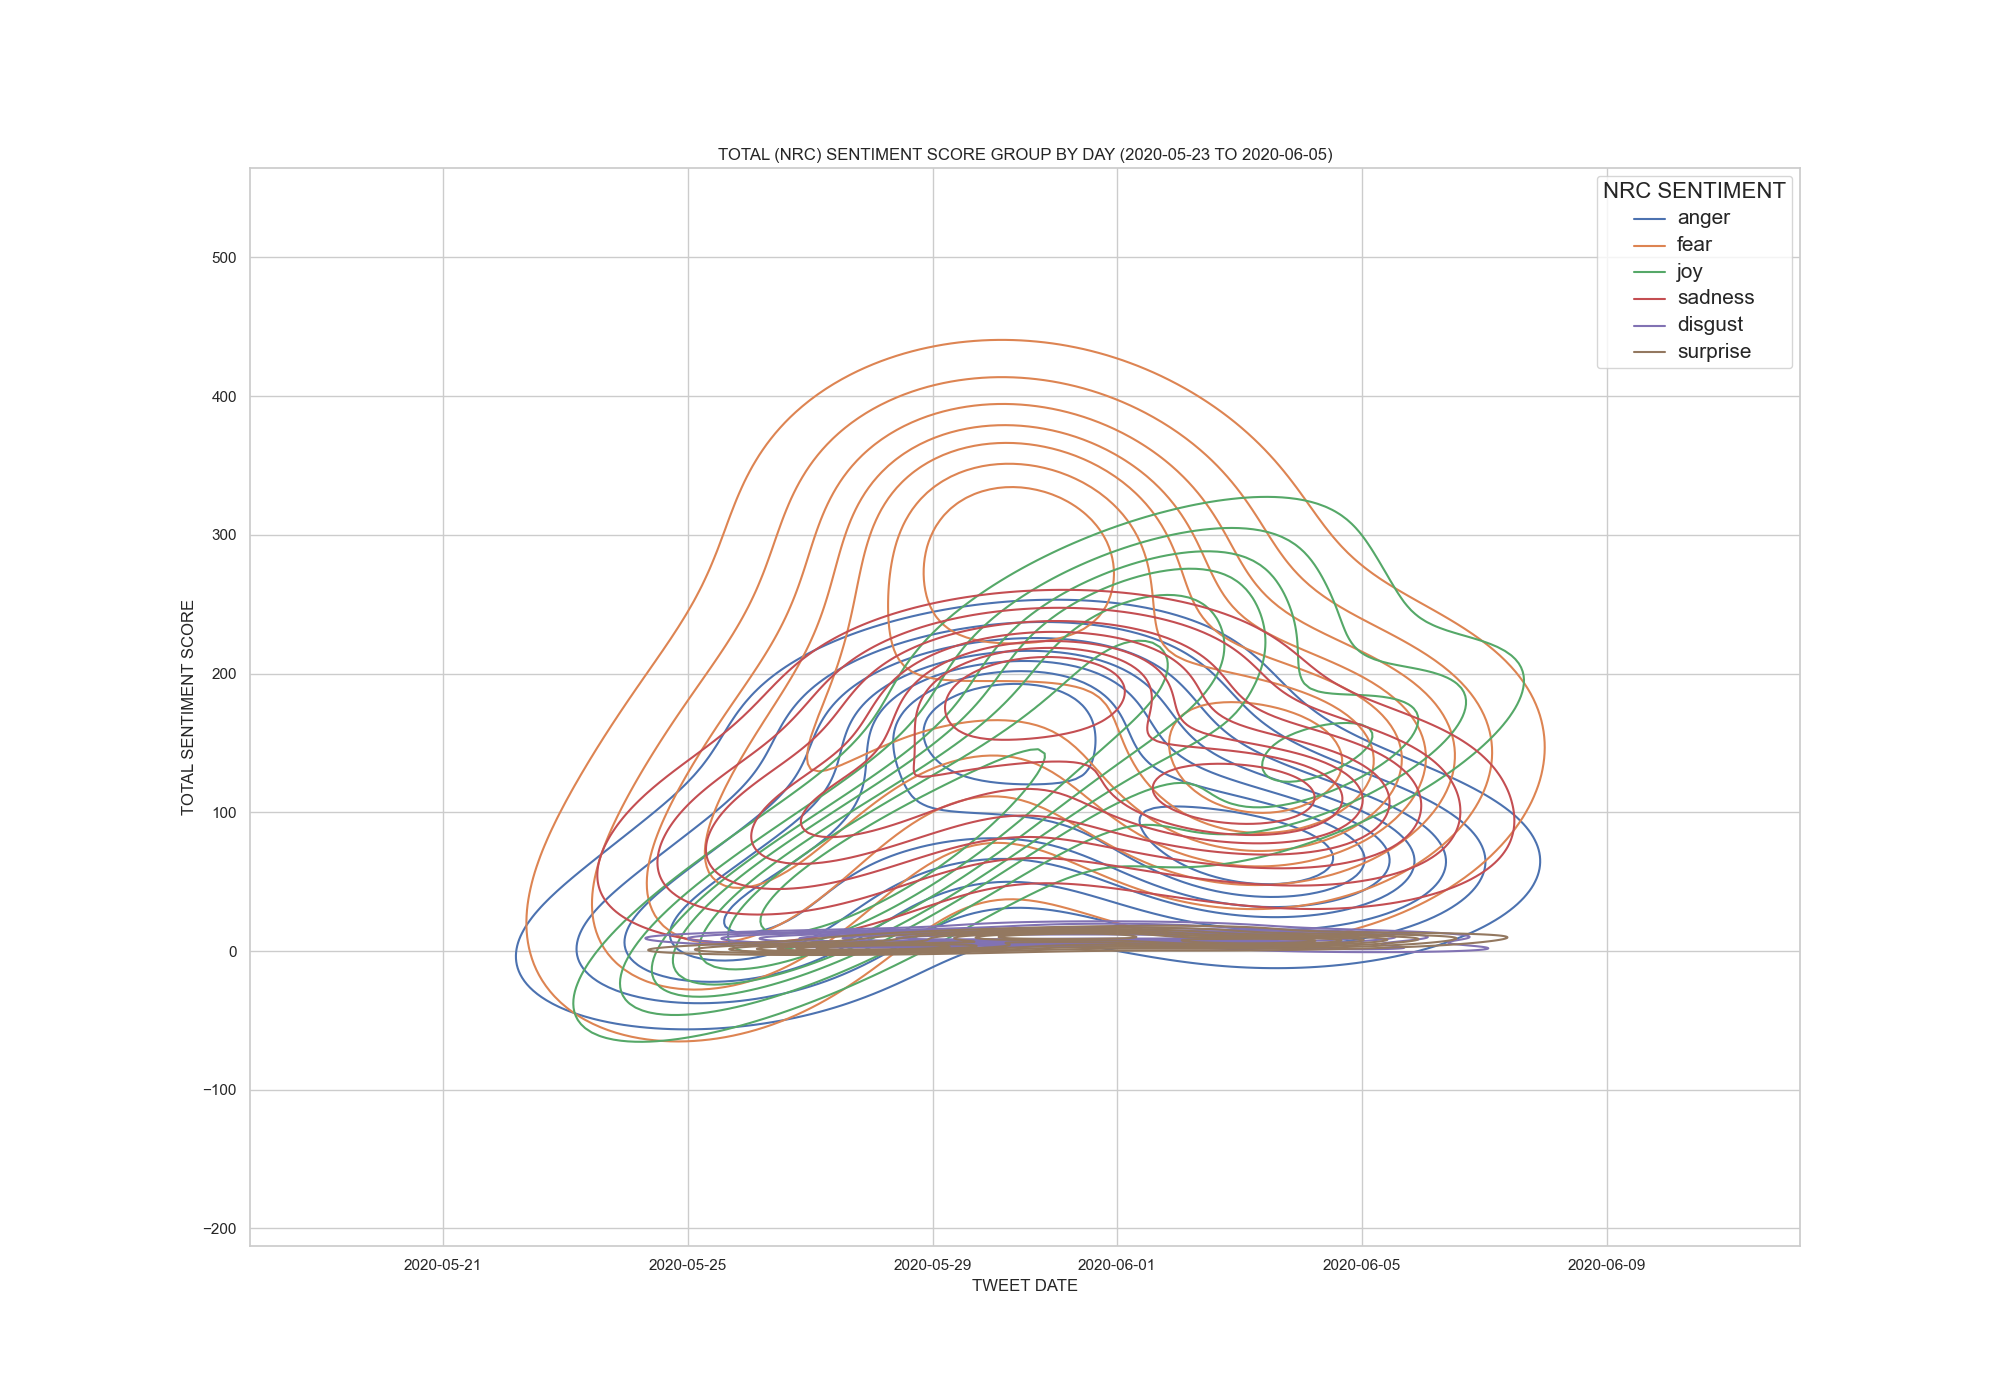 TOTAL (NRC) SENTIMENT SCORE GROUP BY DAY (2020-05-23 TO 2020-06-05)
NRC SENTIMENT
anger
fear
joy
sadness
disgust
surprise
TOTAL SENTIMENT SCORE
500
400
300
200
100
0
−100
−200
2020-05-21
2020-05-25
2020-05-29
2020-06-01
2020-06-05
2020-06-09
TWEET DATE